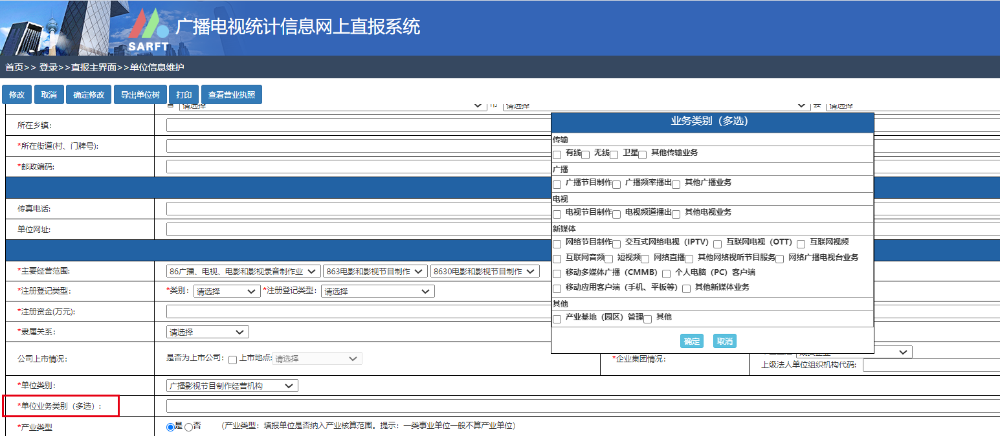 广播电视统计信息网上直报系统
SARFT
首页>> 登录>>直报主界面>>单位信息维护
修改 取消 确定修改 导出单位树 打印 查看营业执照
省 请选择 市 请选择 县 请选择
所在乡镇:
*所在街道(村、门牌号):
*邮政编码:
传真电话:
单位网址:
*主要经营范围: 86广播、电视、电影和影视录音制作业 863电影和影视节目制作 8630电影和影视节目制作
*注册登记类型: *类别: 请选择 *注册登记类型: 请选择
*注册资金(万元):
*隶属关系: 请选择
公司上市情况: 是否为上市公司: 上市地点: 请选择 *企业集团情况: 成员企业
上级法人单位组织机构代码:
*单位类别: 广播影视节目制作经营机构
*单位业务类别（多选）:
*产业类型 是 否 （产业类型：填报单位是否纳入产业核算范围。提示：一类事业单位一般不算产业单位）
业务类别（多选）
传输
有线 无线 卫星 其他传输业务
广播
广播节目制作 广播频率播出 其他广播业务
电视
电视节目制作 电视频道播出 其他电视业务
新媒体
网络节目制作 交互式网络电视（IPTV） 互联网电视（OTT） 互联网视频
互联网音频 短视频 网络直播 其他网络视听节目服务 网络广播电视台业务
移动多媒体广播（CMMB） 个人电脑（PC）客户端
移动应用客户端（手机、平板等） 其他新媒体业务
其他
产业基地（园区）管理 其他
确定 取消